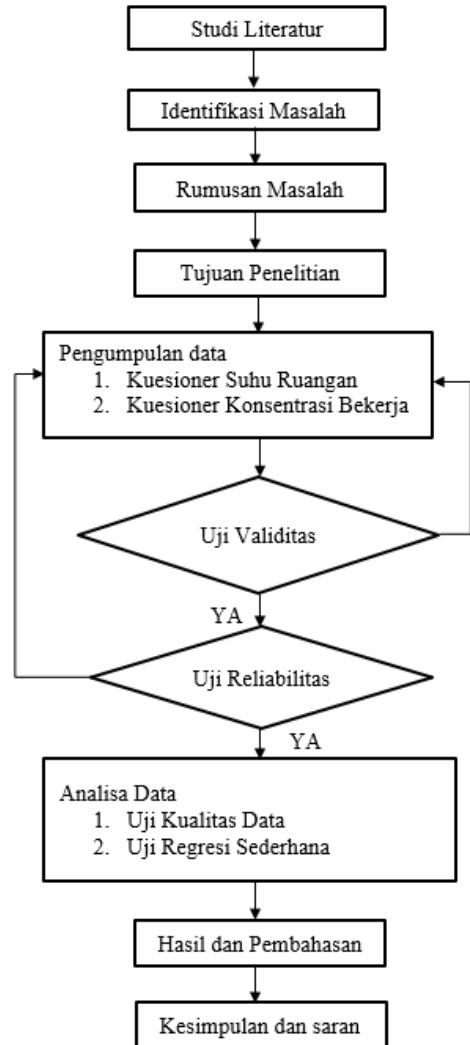 Studi Literatur
Identifikasi Masalah
Rumusan Masalah
Tujuan Penelitian
Pengumpulan data
1. Kuesioner Suhu Ruangan
2. Kuesioner Konsentrasi Bekerja
Uji Validitas
YA
Uji Reliabilitas
YA
Analisa Data
1. Uji Kualitas Data
2. Uji Regresi Sederhana
Hasil dan Pembahasan
Kesimpulan dan saran